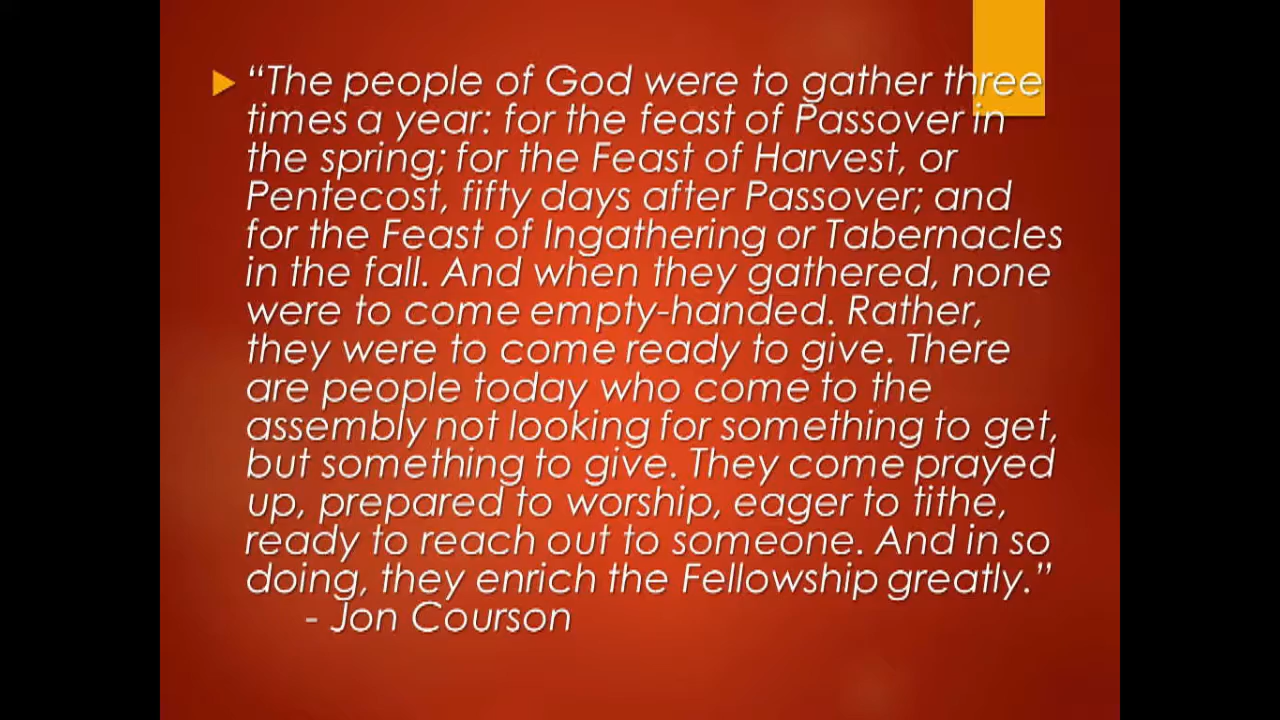 “The people of God were to gather three
times a year: for the feast of Passover in
the spring; for the Feast of Harvest, or
Pentecost, fifty days after Passover; and
for the Feast of Ingathering or Tabernacles
in the fall. And when they gathered, none
were to come empty-handed. Rather,
they were to come ready to give. There
are people today who come to the
assembly not looking for something to get,
but something to give. They come prayed
up, prepared to worship, eager to tithe,
ready to reach out to someone. And in so
doing, they enrich the Fellowship greatly.”
- Jon Courson